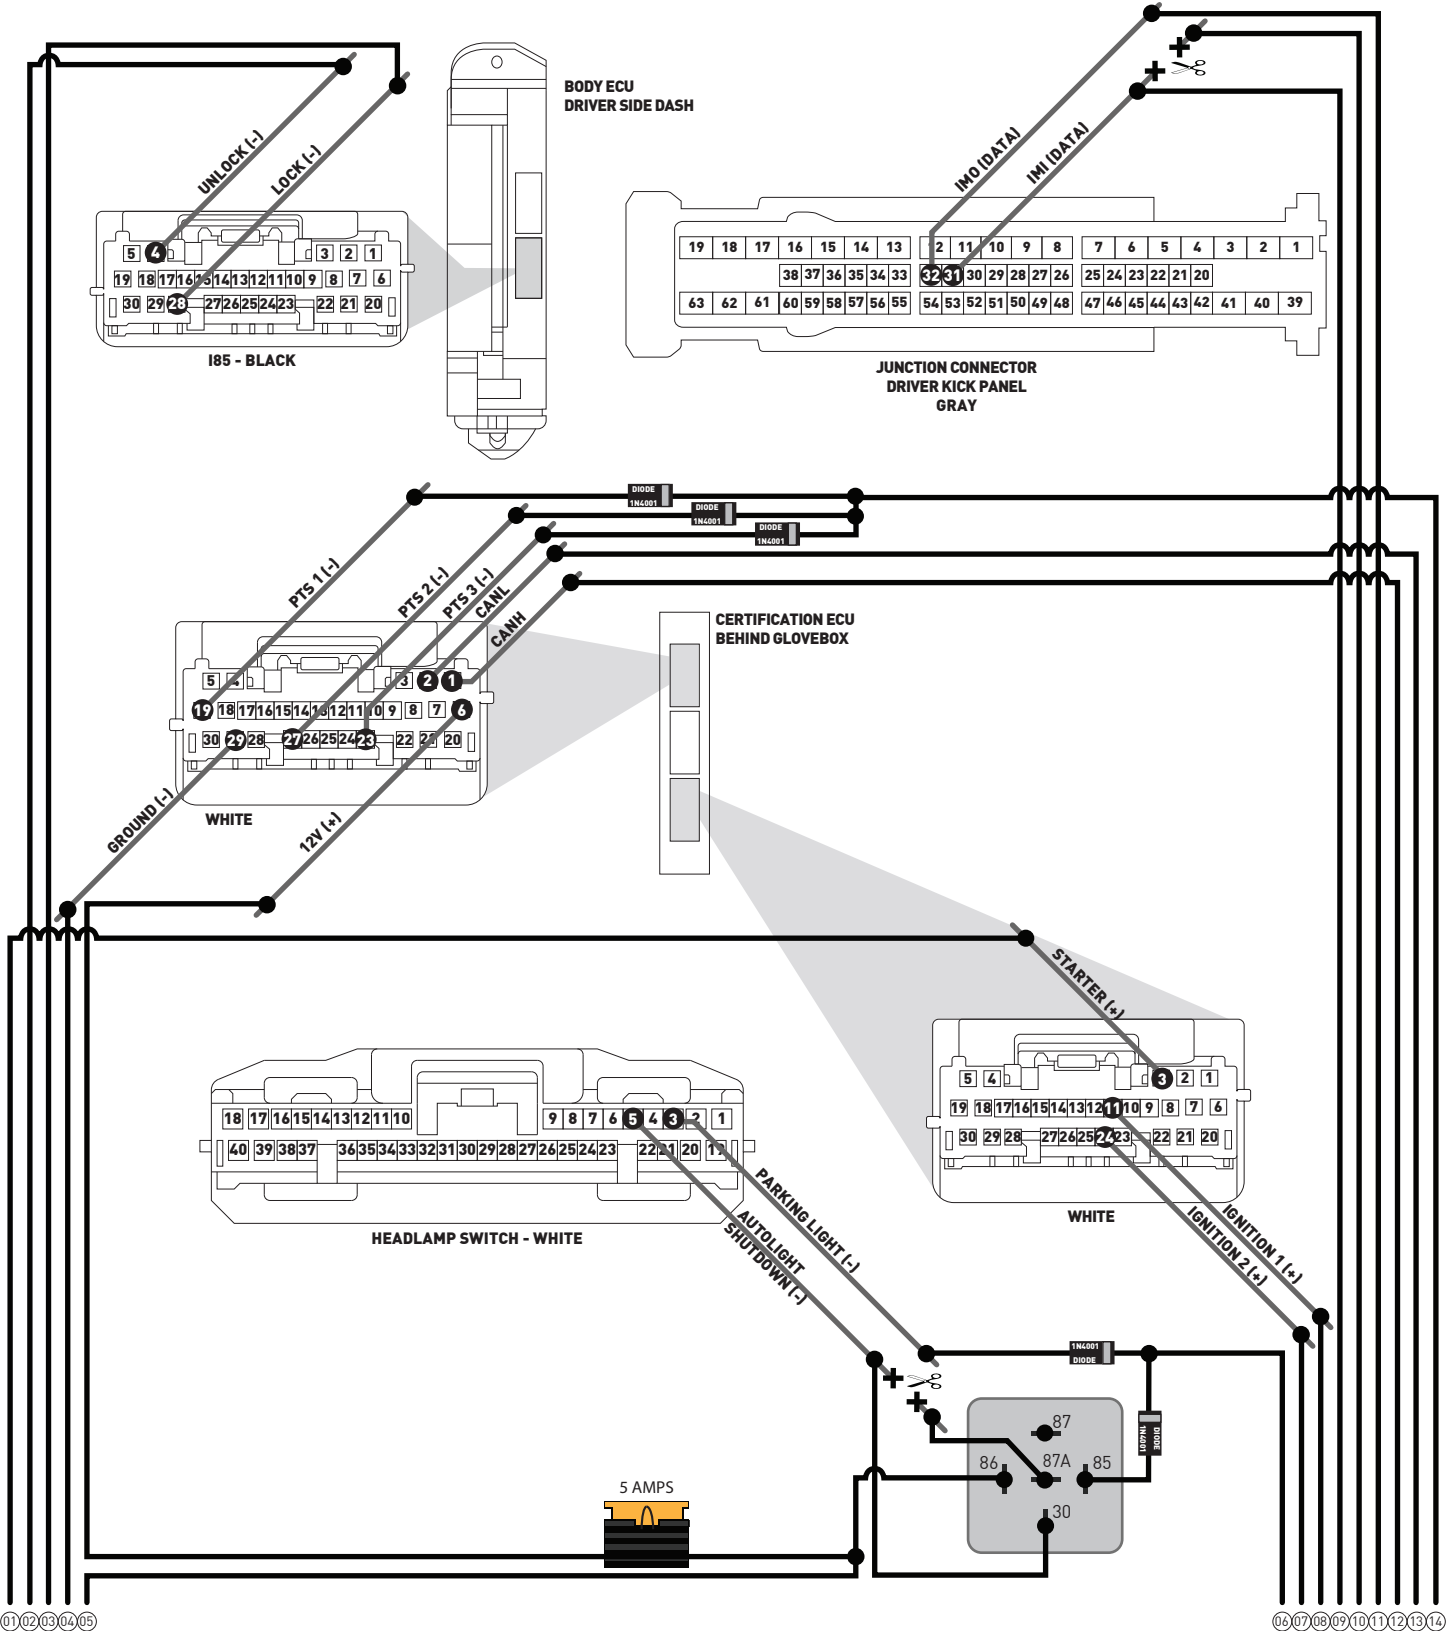 BODY ECU
DRIVER SIDE DASH
UNLOCK (-)
LOCK (-)
5 4 3 2 1
19 18 17 16 15 14 13 12 11 10 9 8 7 6
30 29 28 27 26 25 24 23 22 21 20
I85 - BLACK
IMO (DATA)
IMI (DATA)
19 18 17 16 15 14 13 12 11 10 9 8 7 6 5 4 3 2 1
38 37 36 35 34 33 32 31 30 29 28 27 26 25 24 23 22 21 20
63 62 61 60 59 58 57 56 55 54 53 52 51 50 49 48 47 46 45 44 43 42 41 40 39
JUNCTION CONNECTOR
DRIVER KICK PANEL
GRAY
DIODE
1N4001
DIODE
1N4001
DIODE
1N4001
PTS 1 (-)
PTS 2 (-)
PTS 3 (-)
CANL
CANH
5 4 3 2 1
19 18 17 16 15 14 13 12 11 10 9 8 7 6
30 29 28 27 26 25 24 23 22 21 20
WHITE
GROUND (-)
12V (+)
CERTIFICATION ECU
BEHIND GLOVEBOX
STARTER (+)
5 4 3 2 1
19 18 17 16 15 14 13 12 11 10 9 8 7 6
30 29 28 27 26 25 24 23 22 21 20
WHITE
IGNITION 1 (+)
IGNITION 2 (+)
18 17 16 15 14 13 12 11 10 9 8 7 6 5 4 3 2 1
40 39 38 37 36 35 34 33 32 31 30 29 28 27 26 25 24 23 22 21 20 19
HEADLAMP SWITCH - WHITE
PARKING LIGHT (-)
AUTOLIGHT
SHUTDOWN (-)
1N4001
DIODE
DIODE
1N4001
87
86 87A 85
30
5 AMPS
01 02 03 04 05 06 07 08 09 10 11 12 13 14